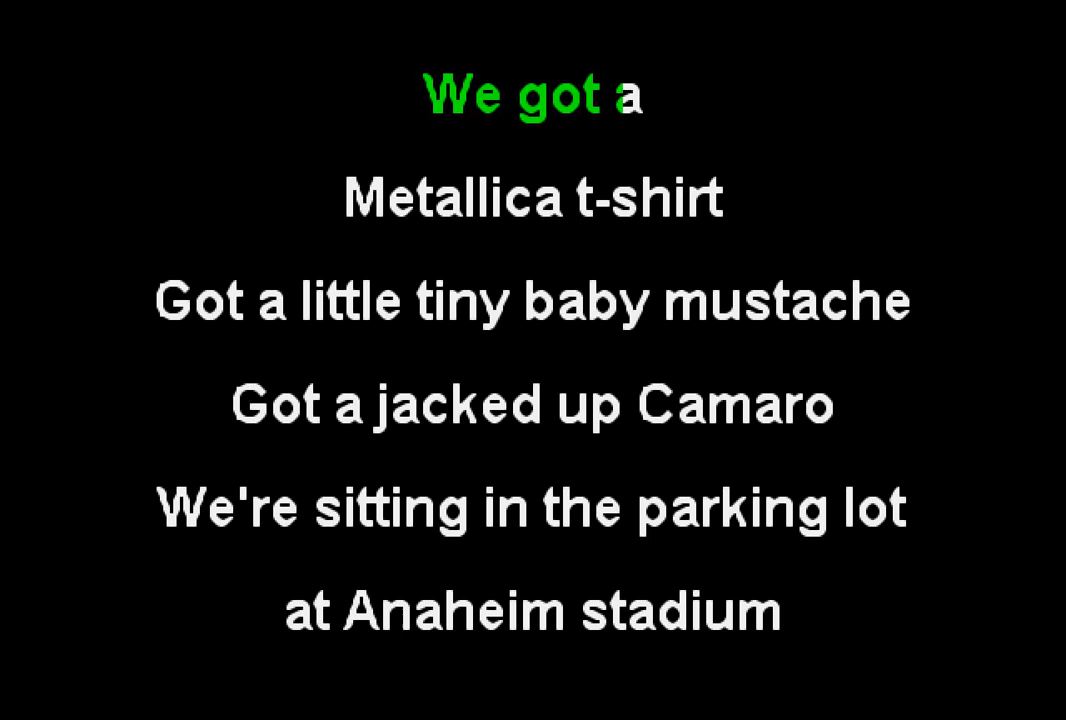 We got a
Metallica t-shirt
Got a little tiny baby mustache
Got a jacked up Camaro
We're sitting in the parking lot
at Anaheim stadium